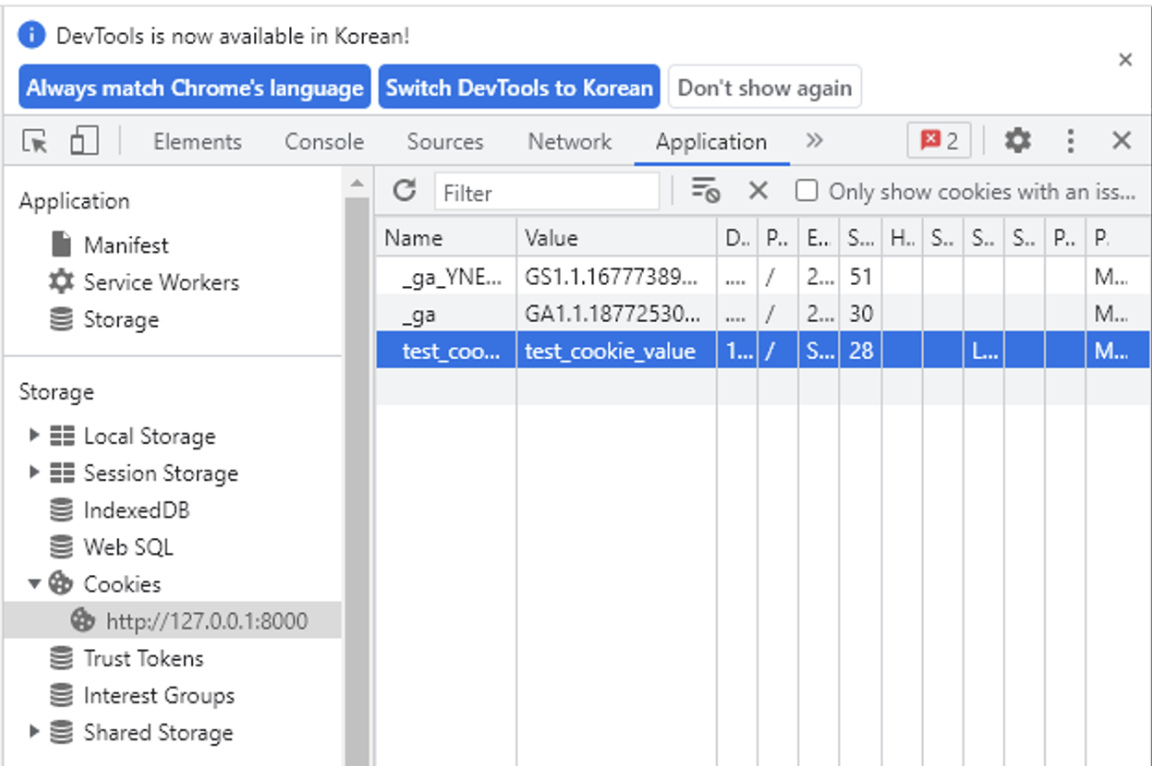 DevTools is now available in Korean!
Always match Chrome's language Switch DevTools to Korean Don't show again
Elements Console Sources Network Application 2
Application
Manifest
Service Workers
Storage
Storage
Local Storage
Session Storage
IndexedDB
Web SQL
Cookies
http://127.0.0.1:8000
Trust Tokens
Interest Groups
Shared Storage
Filter Only show cookies with an iss...
Name Value D.. P.. E.. S... H.. S.. S.. S.. P.. P.
_ga_YNE... GS1.1.16777389... .... / 2... 51 M...
_ga GA1.1.18772530... .... / 2... 30 M...
test_coo... test_cookie_value 1... / S... 28 L... M...